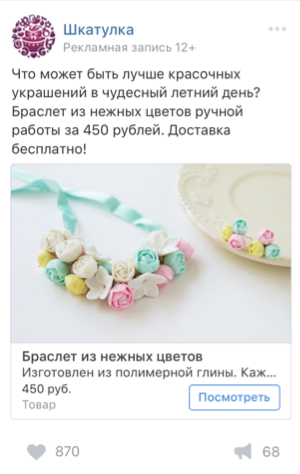 Шкатулка
Рекламная запись 12+
Что может быть лучше красочных
украшений в чудесный летний день?
Браслет из нежных цветов ручной
работы за 450 рублей. Доставка
бесплатно!
Браслет из нежных цветов
Изготовлен из полимерной глины. Каж...
450 руб.
Товар
Посмотреть
870
68